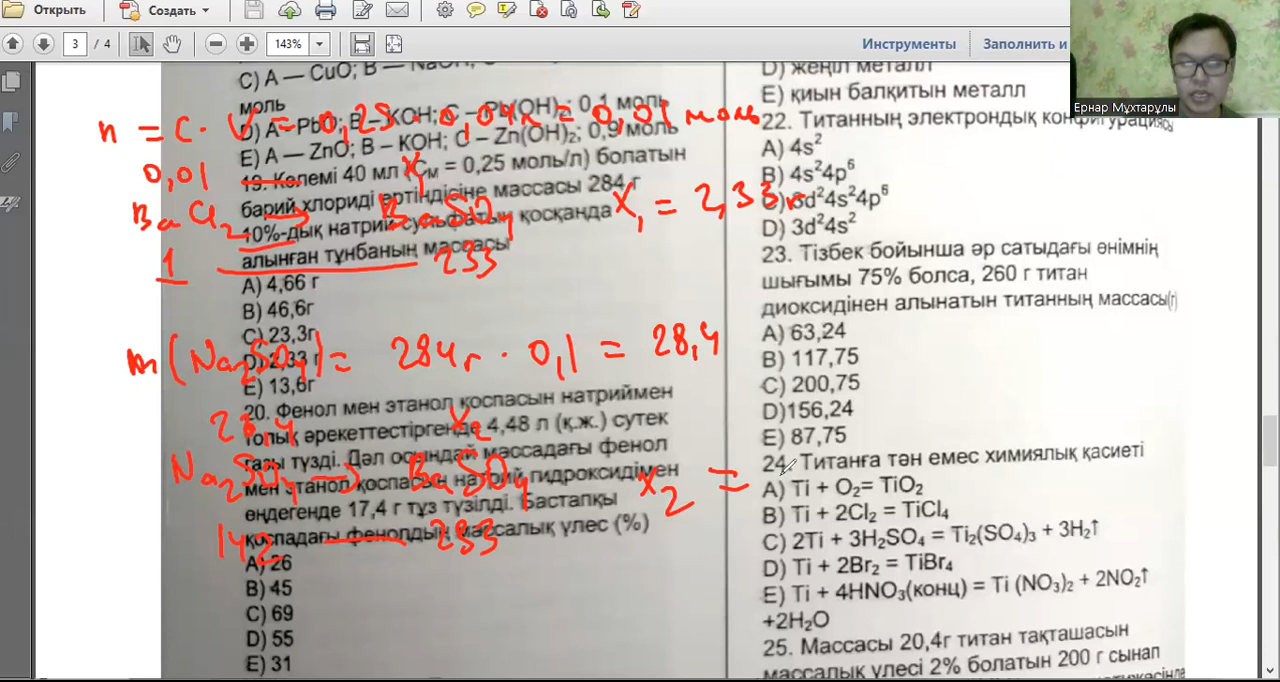 Открыть
Создать
3 / 4
143%
Инструменты
Заполнить и
Ернар Мұхтарұлы
C) A — CuO; B — NaOH;
моль
D) A – PbO; B – KOH; C – Pb(OH)2; 0,1 моль
E) A — ZnO; B – KOH; C – Zn(OH)2; 0,9 моль
19. Көлемі 40 мл (CM = 0,25 моль/л) болатын
барий хлориді ертіндісіне массасы 284 г
10%-дық натрий сульфатын қосқанда
алынған тұнбаның массасы
A) 4,66 г
B) 46,6г
C) 23,3г
D) 2,33 г
E) 13,6г
20. Фенол мен этанол қоспасын натриймен
толық әрекеттестіргенде 4,48 л (қ.ж.) сутек
газы түзді. Дәл осындай массадағы фенол
мен этанол қоспасын натрий гидроксидімен
өңдегенде 17,4 г тұз түзілді. Бастапқы
қоспадағы фенолдың массалық үлес (%)
A) 26
B) 45
C) 69
D) 55
E) 31
D) жеңіл металл
E) қиын балқитын металл
22. Титанның электрондық конфигурациясы
A) 4s²
B) 4s²4p⁶
C) 3d²4s²4p⁶
D) 3d²4s²
23. Тізбек бойынша әр сатыдағы өнімнің
шығымы 75% болса, 260 г титан
диоксидінен алынатын титанның массасы(г)
A) 63,24
B) 117,75
C) 200,75
D)156,24
E) 87,75
24. Титанға тән емес химиялық қасиеті
A) Ti + O2= TiO2
B) Ti + 2Cl2 = TiCl4
C) 2Ti + 3H2SO4 = Ti2(SO4)3 + 3H2↑
D) Ti + 2Br2 = TiBr4
E) Ti + 4HNO3(конц) = Ti (NO3)2 + 2NO2↑
+2H2O
25. Массасы 20,4г титан тақташасын
массалық үлесі 2% болатын 200 г сынап
n = C · V = 0,25 · 0,04л = 0,01 моль
0,01 x1
BaCl2 → BaSO4 x1 = 2,33г
1 233
m(Na2SO4) = 284г · 0,1 = 28,4
28,4 x2
Na2SO4 → BaSO4 x2 =
142 233